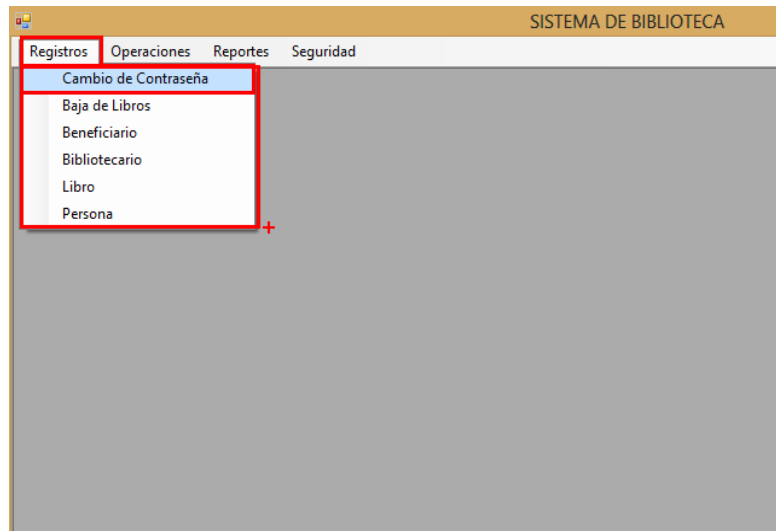 SISTEMA DE BIBLIOTECA
Registros Operaciones Reportes Seguridad
Cambio de Contraseña
Baja de Libros
Beneficiario
Bibliotecario
Libro
Persona